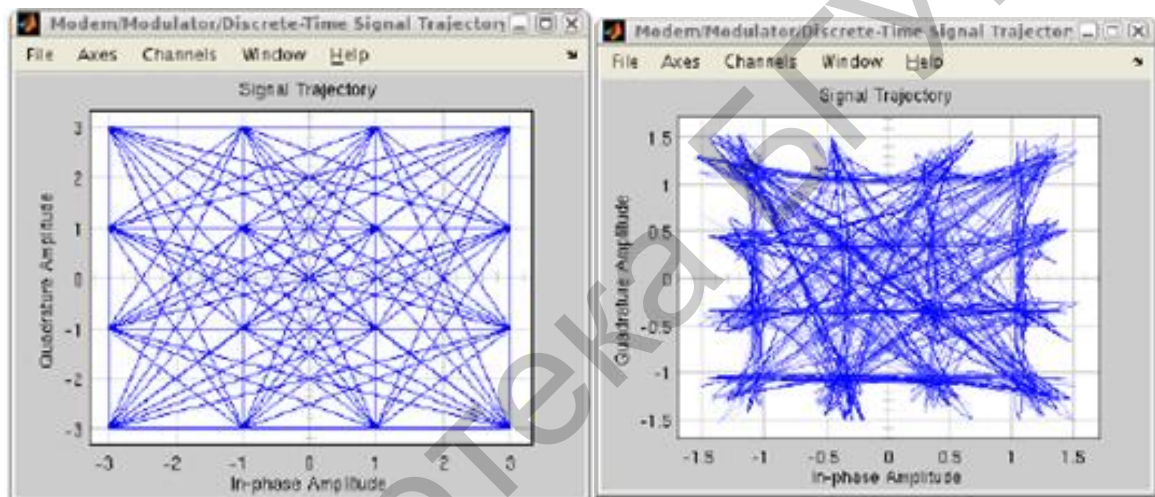 Modem/Modulator/Discrete-Time Signal Trajectory
File Axes Channels Window Help
Signal Trajectory
3
2
1
0
-1
-2
-3
Quadrature Amplitude
-3 -2 -1 0 1 2 3
In-phase Amplitude
Modem/Modulator/Discrete-Time Signal Trajector
File Axes Channels Window Help
Signal Trajectory
1.5
1
0.5
0
-0.5
-1
-1.5
Quadrature Amplitude
-1.5 -1 -0.5 0 0.5 1 1.5
In-phase Amplitude
отека БГУ